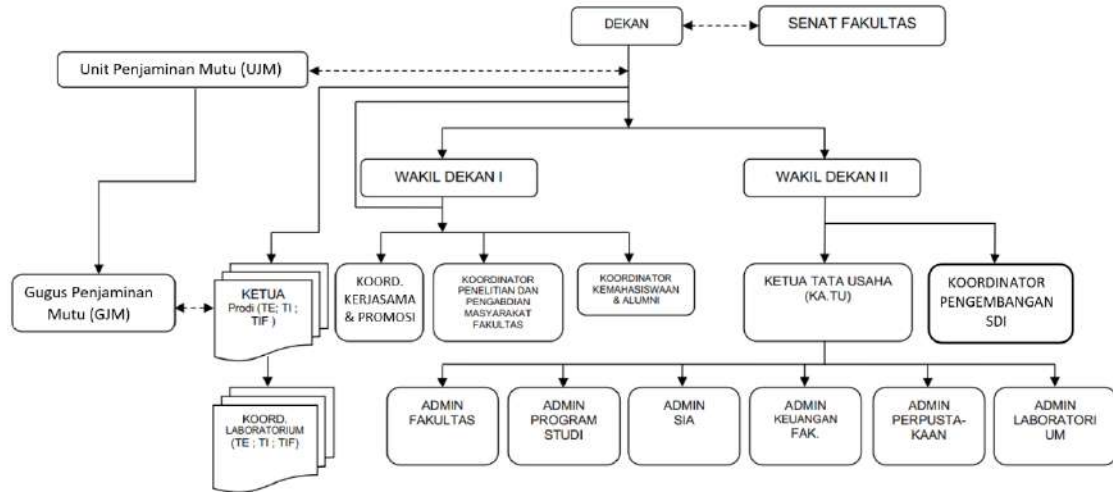 DEKAN
SENAT FAKULTAS
Unit Penjaminan Mutu (UJM)
WAKIL DEKAN I
WAKIL DEKAN II
Gugus Penjaminan
Mutu (GJM)
KETUA
Prodi (TE; TI ;
TIF )
KOORD.
KERJASAMA
& PROMOSI
KOORDINATOR
PENELITIAN DAN
PENGABDIAN
MASYARAKAT
FAKULTAS
KOORDINATOR
KEMAHASISWAAN
& ALUMNI
KETUA TATA USAHA
(KA.TU)
KOORDINATOR
PENGEMBANGAN
SDI
KOORD.
LABORATORIUM
(TE ; TI ; TIF)
ADMIN
FAKULTAS
ADMIN
PROGRAM
STUDI
ADMIN
SIA
ADMIN
KEUANGAN
FAK.
ADMIN
PERPUSTA-
KAAN
ADMIN
LABORATORI
UM